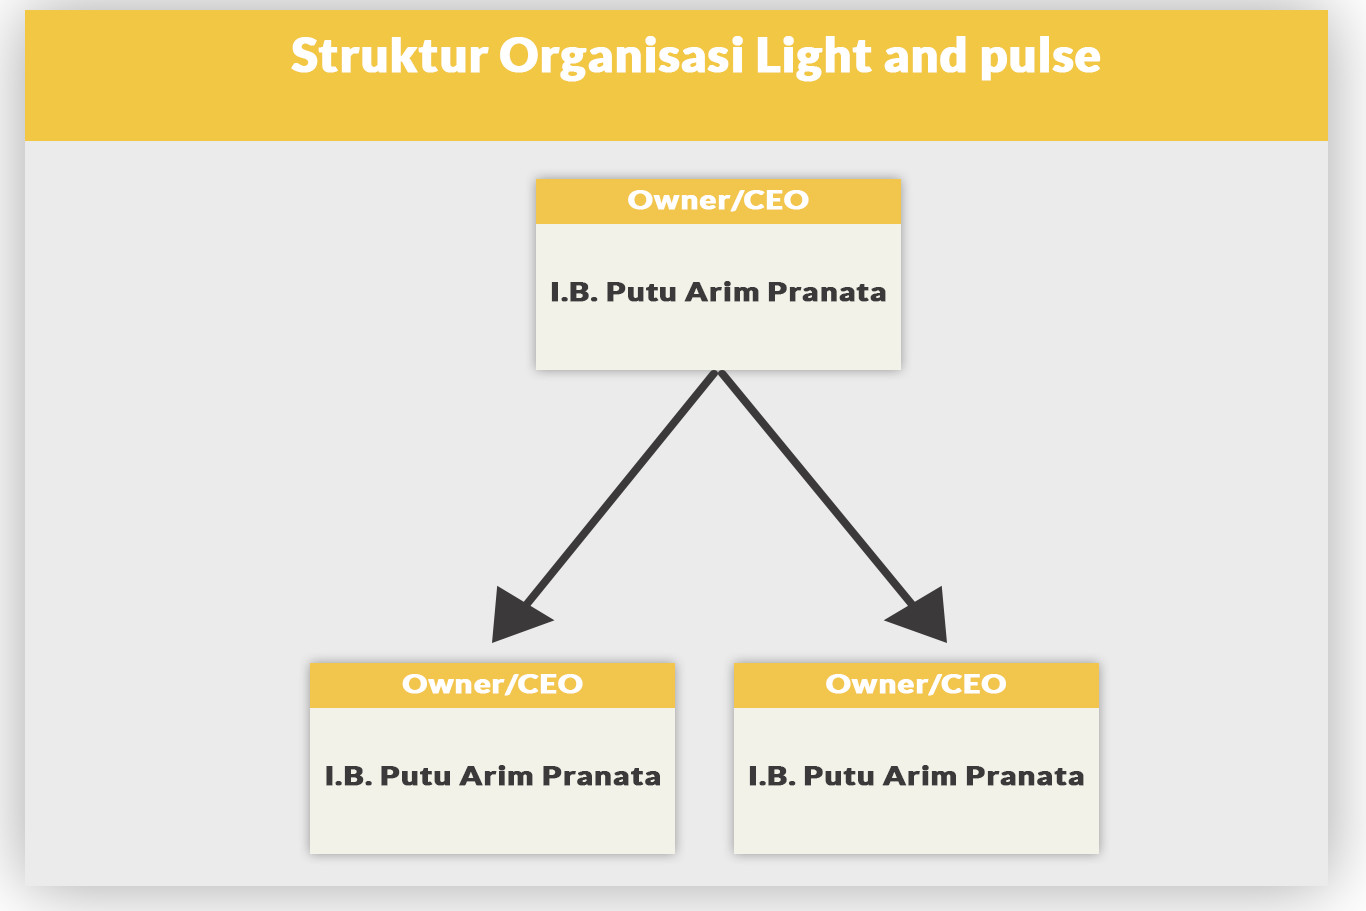 Struktur Organisasi Light and pulse
Owner/CEO
I.B. Putu Arim Pranata
Owner/CEO
I.B. Putu Arim Pranata
Owner/CEO
I.B. Putu Arim Pranata